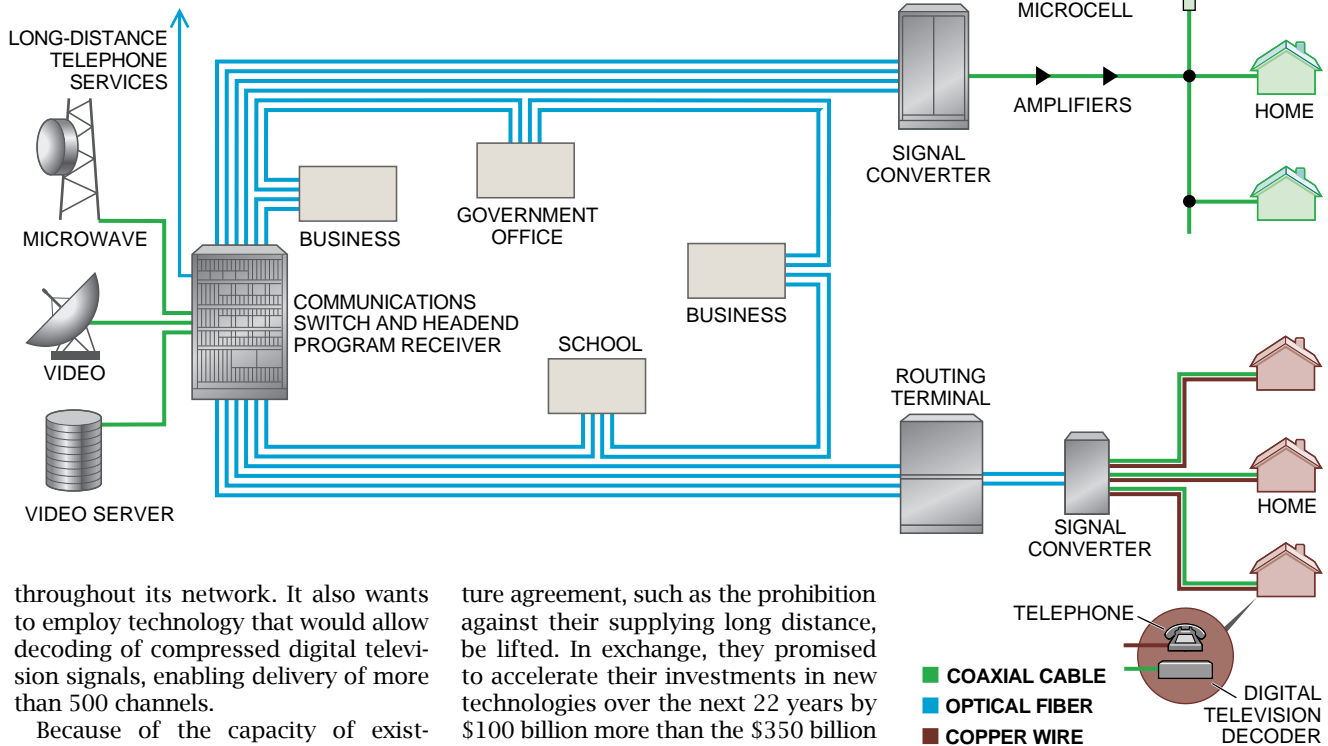 LONG-DISTANCE
TELEPHONE
SERVICES
MICROWAVE
VIDEO
VIDEO SERVER
COMMUNICATIONS
SWITCH AND HEADEND
PROGRAM RECEIVER
BUSINESS
GOVERNMENT
OFFICE
BUSINESS
SCHOOL
SIGNAL
CONVERTER
MICROCELL
AMPLIFIERS
HOME
ROUTING
TERMINAL
SIGNAL
CONVERTER
HOME
TELEPHONE
DIGITAL
TELEVISION
DECODER
COAXIAL CABLE
OPTICAL FIBER
COPPER WIRE
throughout its network. It also wants
to employ technology that would allow
decoding of compressed digital televi-
sion signals, enabling delivery of more
than 500 channels.
Because of the capacity of exist-
ture agreement, such as the prohibition
against their supplying long distance,
be lifted. In exchange, they promised
to accelerate their investments in new
technologies over the next 22 years by
$100 billion more than the $350 billion